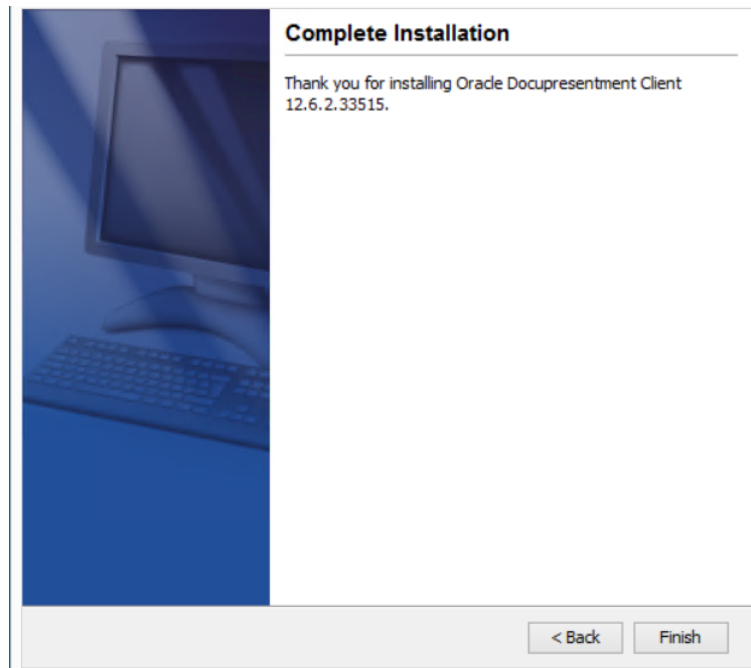 Complete Installation
Thank you for installing Oracle Docupresentment Client
12.6.2.33515.
< Back
Finish